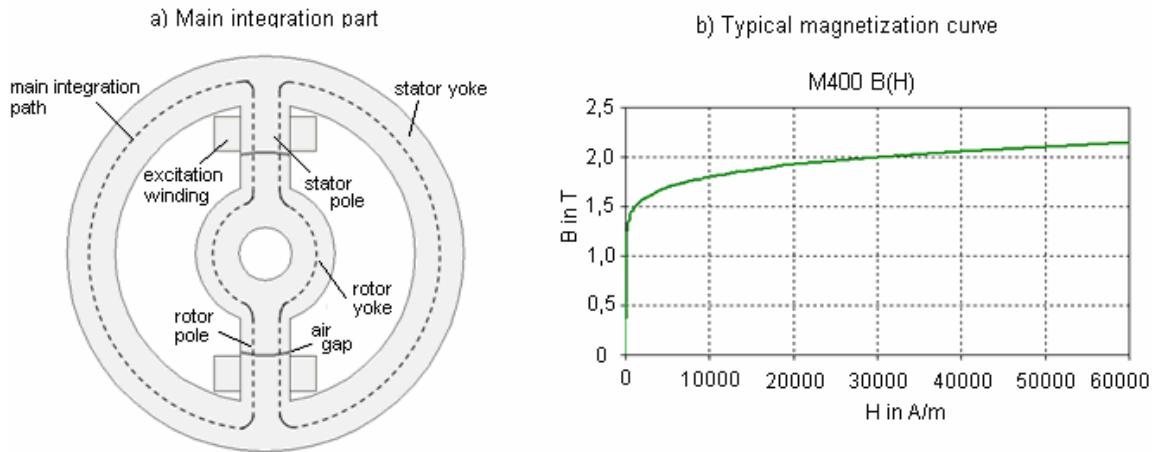 a) Main integration part
main integration
path
stator yoke
excitation
winding
stator
pole
rotor
yoke
rotor
pole
air
gap
b) Typical magnetization curve
M400 B(H)
B in T
2,5
2,0
1,5
1,0
0,5
0
0 10000 20000 30000 40000 50000 60000
H in A/m